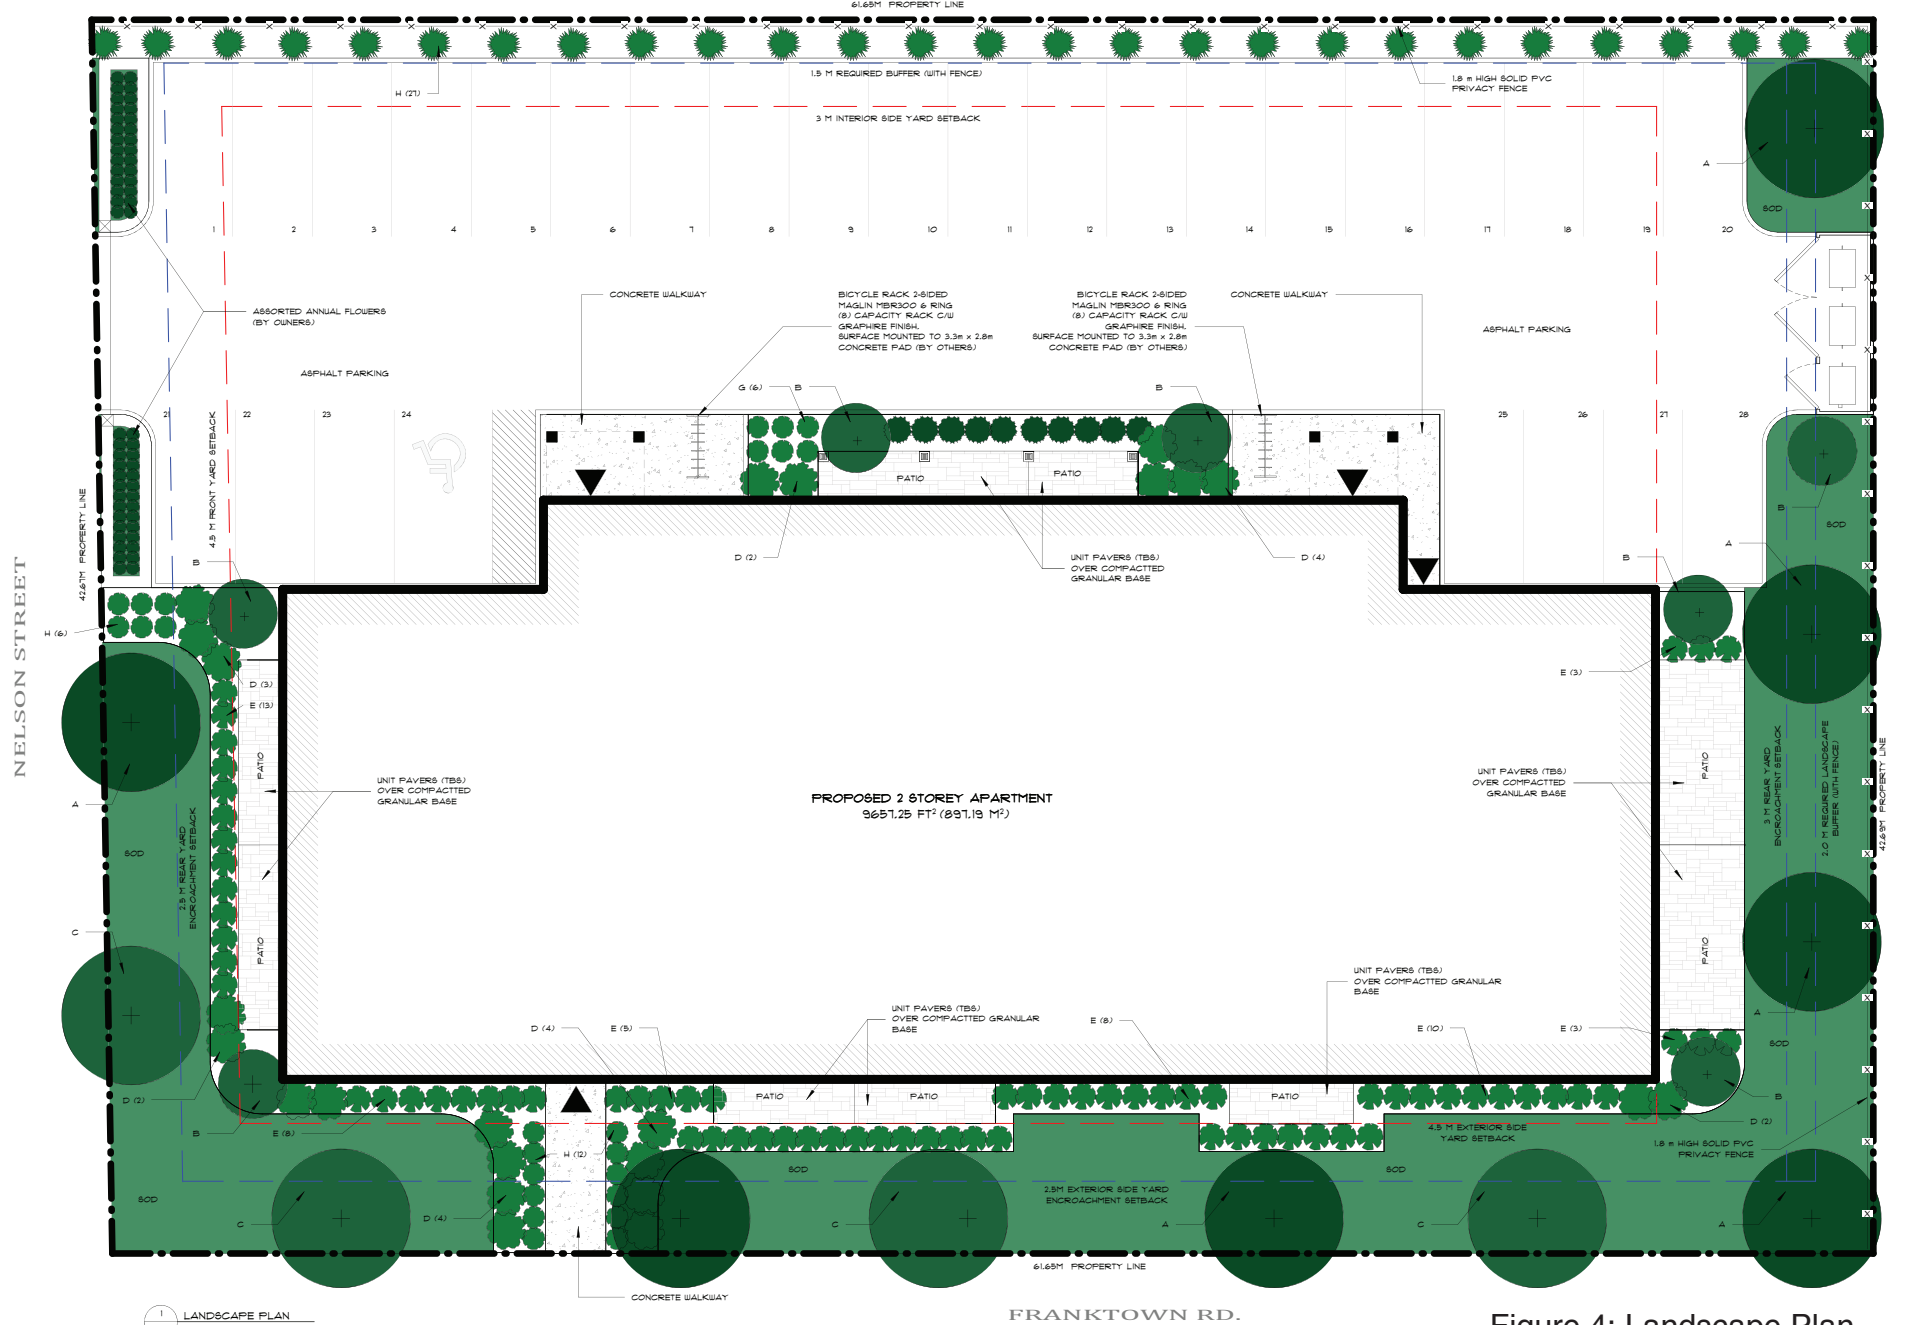 61.65M PROPERTY LINE
1.5 M REQUIRED BUFFER (WITH FENCE)
1.8 m HIGH SOLID PVC
PRIVACY FENCE
H (27)
3 M INTERIOR SIDE YARD SETBACK
A
SOD
1 2 3 4 5 6 7 8 9 10 11 12 13 14 15 16 17 18 19 20
ASSORTED ANNUAL FLOWERS
(BY OWNERS)
CONCRETE WALKWAY
BICYCLE RACK 2-SIDED
MAGLIN MBR300 6 RING
(8) CAPACITY RACK C/W
GRAPHIRE FINISH.
SURFACE MOUNTED TO 3.3m x 2.8m
CONCRETE PAD (BY OTHERS)
BICYCLE RACK 2-SIDED
MAGLIN MBR300 6 RING
(8) CAPACITY RACK C/W
GRAPHIRE FINISH.
SURFACE MOUNTED TO 3.3m x 2.8m
CONCRETE PAD (BY OTHERS)
CONCRETE WALKWAY
ASPHALT PARKING
ASPHALT PARKING
G (6)
B
B
21 22 23 24
25 26 27 28
4.5 M FRONT YARD SETBACK
42.67M PROPERTY LINE
NELSON STREET
PATIO
PATIO
B
SOD
A
B
D (2)
UNIT PAVERS (TBS)
OVER COMPACTTED
GRANULAR BASE
D (4)
B
B
H (6)
D (3)
E (13)
E (3)
PATIO
UNIT PAVERS (TBS)
OVER COMPACTTED
GRANULAR BASE
A
SOD
2.5 M REAR YARD
ENCROACHMENT SETBACK
C
PATIO
PROPOSED 2 STOREY APARTMENT
9657.25 FT² (897.19 M²)
UNIT PAVERS (TBS)
OVER COMPACTTED
GRANULAR BASE
PATIO
PATIO
3 M REAR YARD
ENCROACHMENT SETBACK
2.0 M REQUIRED LANDSCAPE
BUFFER (WITH FENCE)
42.69M PROPERTY LINE
UNIT PAVERS (TBS)
OVER COMPACTTED GRANULAR
BASE
UNIT PAVERS (TBS)
OVER COMPACTTED GRANULAR
BASE
D (4)
E (5)
E (8)
E (10)
E (3)
A
SOD
D (2)
B
E (8)
PATIO
PATIO
PATIO
B
D (2)
4.5 M EXTERIOR SIDE
YARD SETBACK
1.8 m HIGH SOLID PVC
PRIVACY FENCE
H (12)
SOD
SOD
SOD
2.5M EXTERIOR SIDE YARD
ENCROACHMENT SETBACK
C
D (4)
C
A
C
A
61.65M PROPERTY LINE
CONCRETE WALKWAY
1 LANDSCAPE PLAN
FRANKTOWN RD.
Figure 4: Landscape Plan